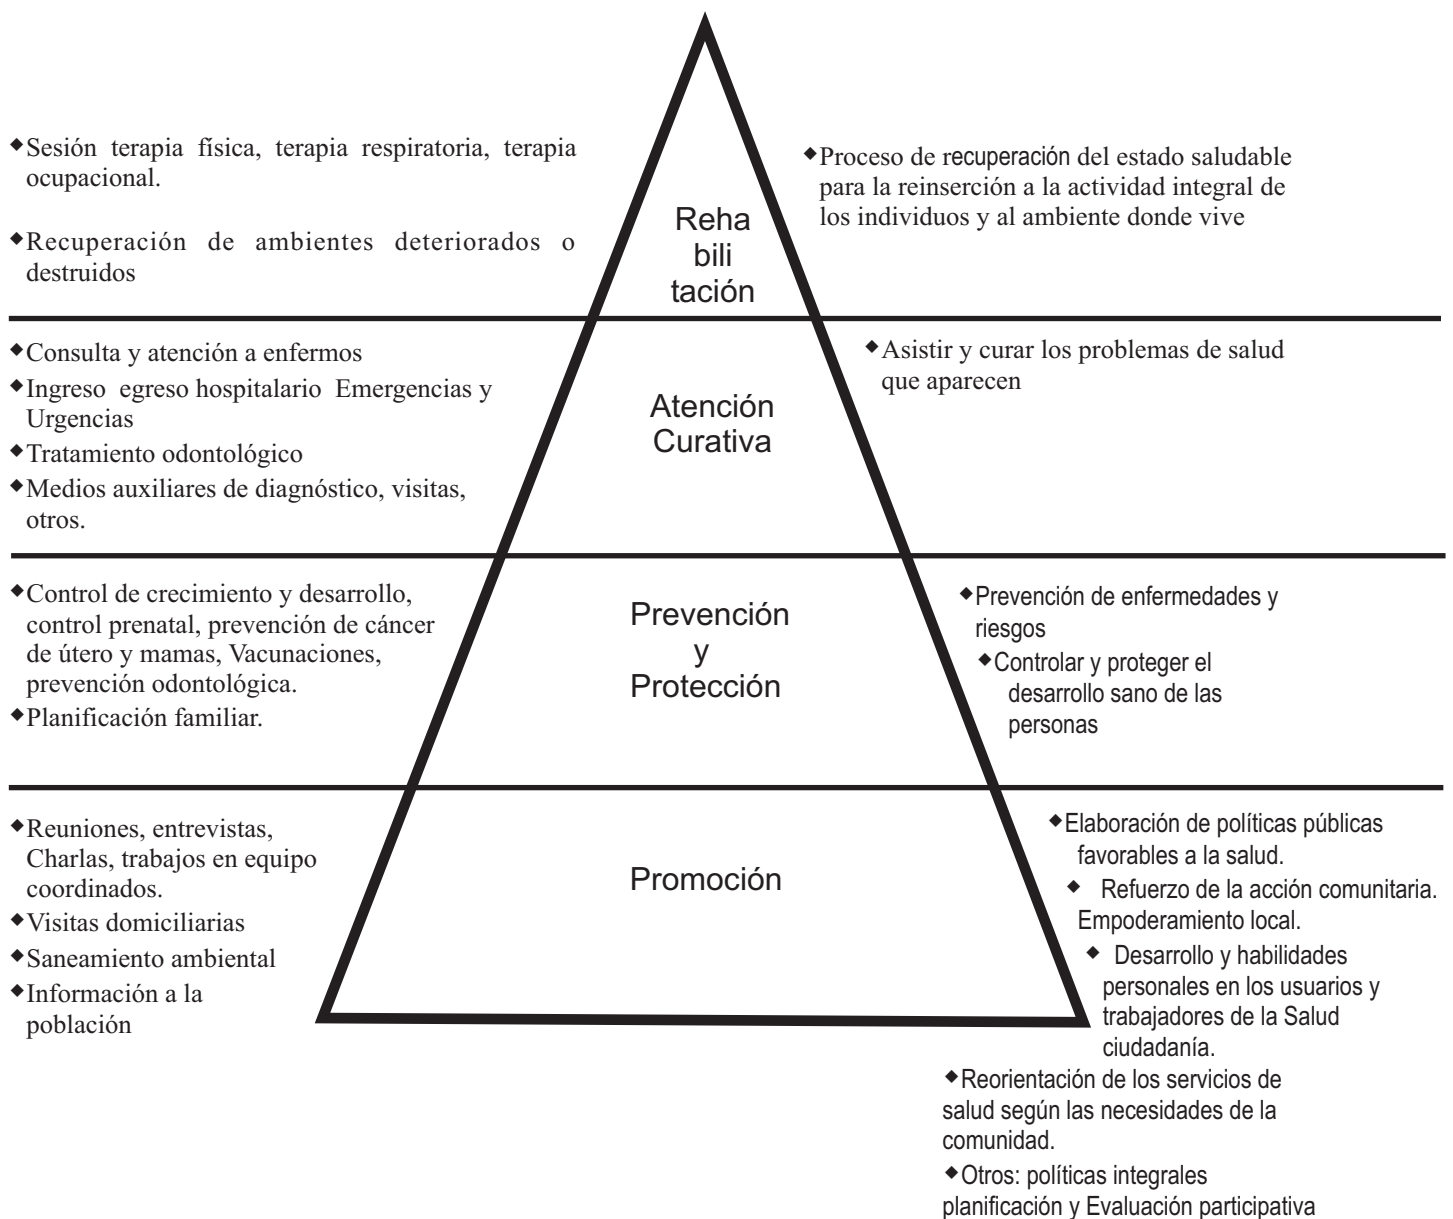 ◆Sesión terapia física, terapia respiratoria, terapia
ocupacional.
◆Recuperación de ambientes deteriorados o
destruidos
Reha
bili
tación
◆Proceso de recuperación del estado saludable
para la reinserción a la actividad integral de
los individuos y al ambiente donde vive
◆Consulta y atención a enfermos
◆Ingreso egreso hospitalario Emergencias y
Urgencias
◆Tratamiento odontológico
◆Medios auxiliares de diagnóstico, visitas,
otros.
Atención
Curativa
◆Asistir y curar los problemas de salud
que aparecen
◆Control de crecimiento y desarrollo,
control prenatal, prevención de cáncer
de útero y mamas, Vacunaciones,
prevención odontológica.
◆Planificación familiar.
Prevención
y
Protección
◆Prevención de enfermedades y
riesgos
◆Controlar y proteger el
desarrollo sano de las
personas
◆Reuniones, entrevistas,
Charlas, trabajos en equipo
coordinados.
◆Visitas domiciliarias
◆Saneamiento ambiental
◆Información a la
población
Promoción
◆Elaboración de políticas públicas
favorables a la salud.
◆ Refuerzo de la acción comunitaria.
Empoderamiento local.
◆ Desarrollo y habilidades
personales en los usuarios y
trabajadores de la Salud
ciudadanía.
◆Reorientación de los servicios de
salud según las necesidades de la
comunidad.
◆Otros: políticas integrales
planificación y Evaluación participativa